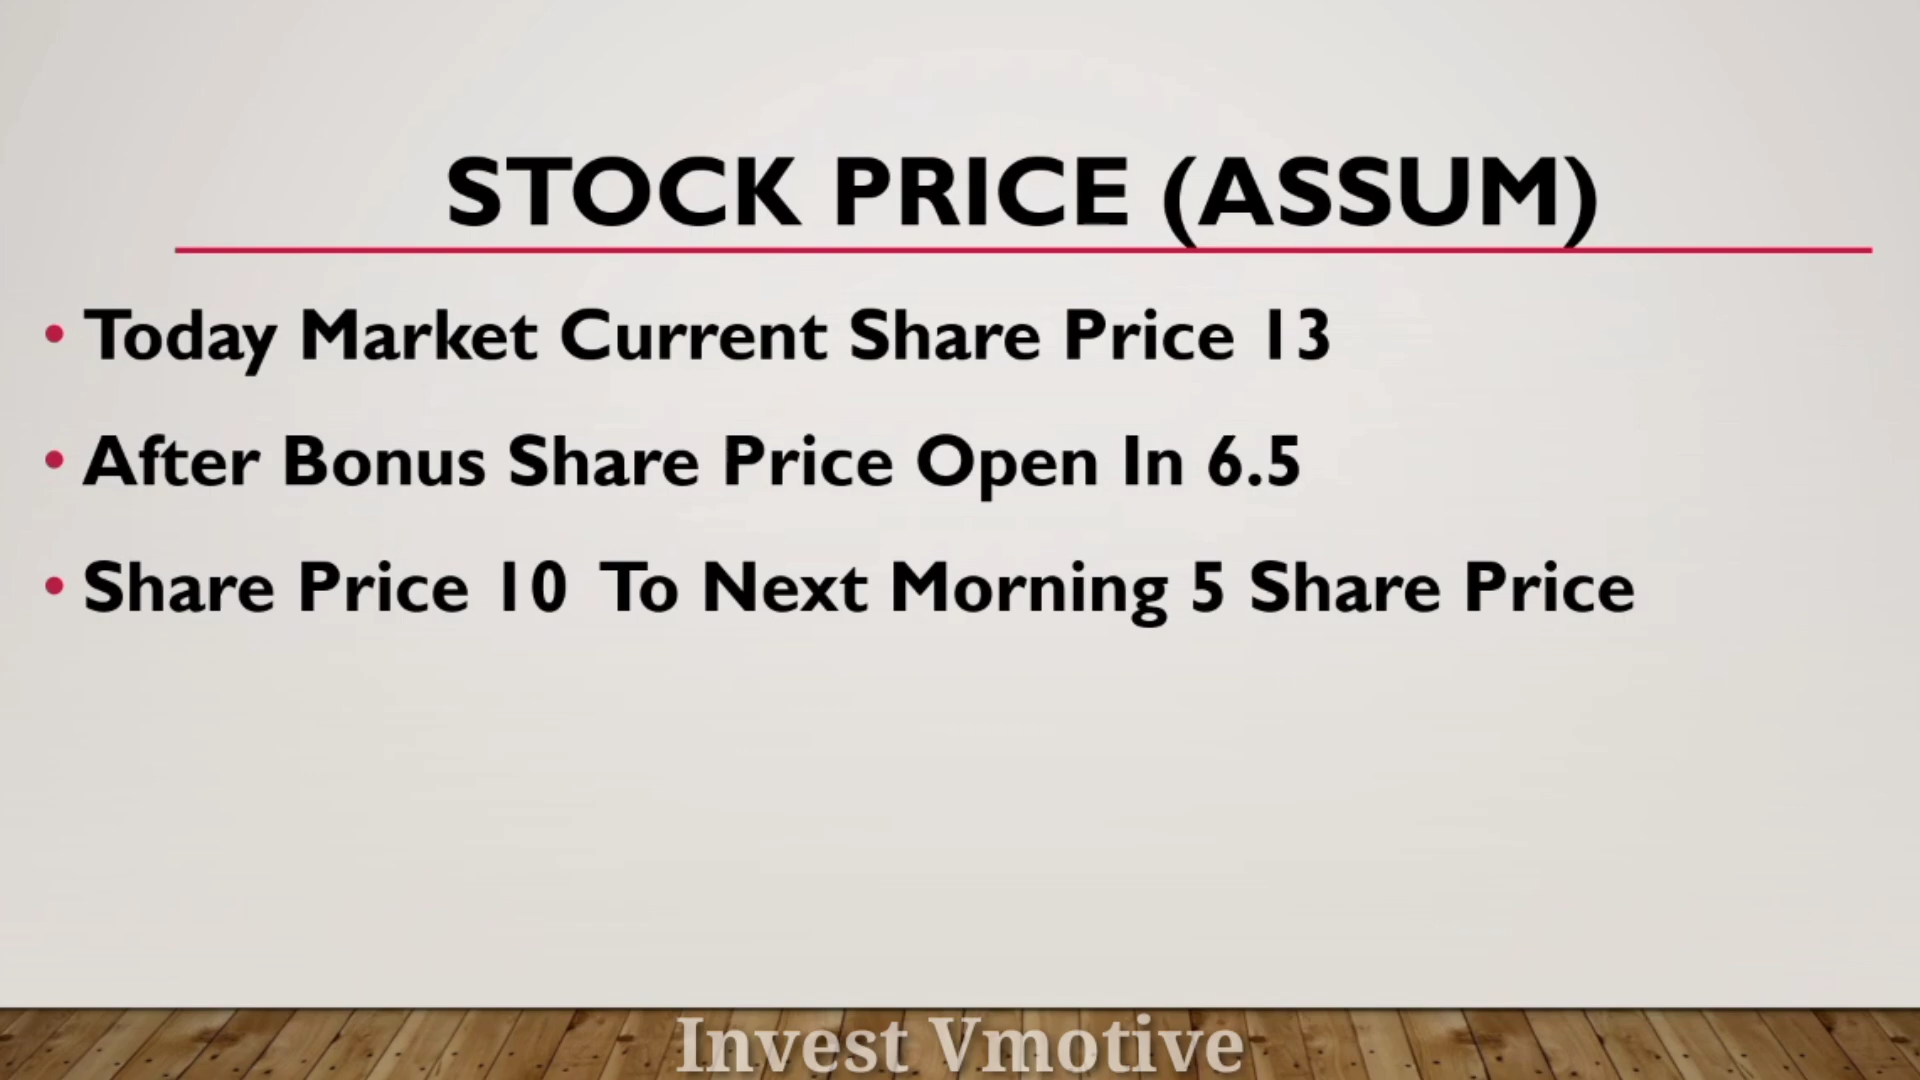 STOCK PRICE (ASSUM)
• Today Market Current Share Price 13
• After Bonus Share Price Open In 6.5
• Share Price 10 To Next Morning 5 Share Price
Invest Vmotive